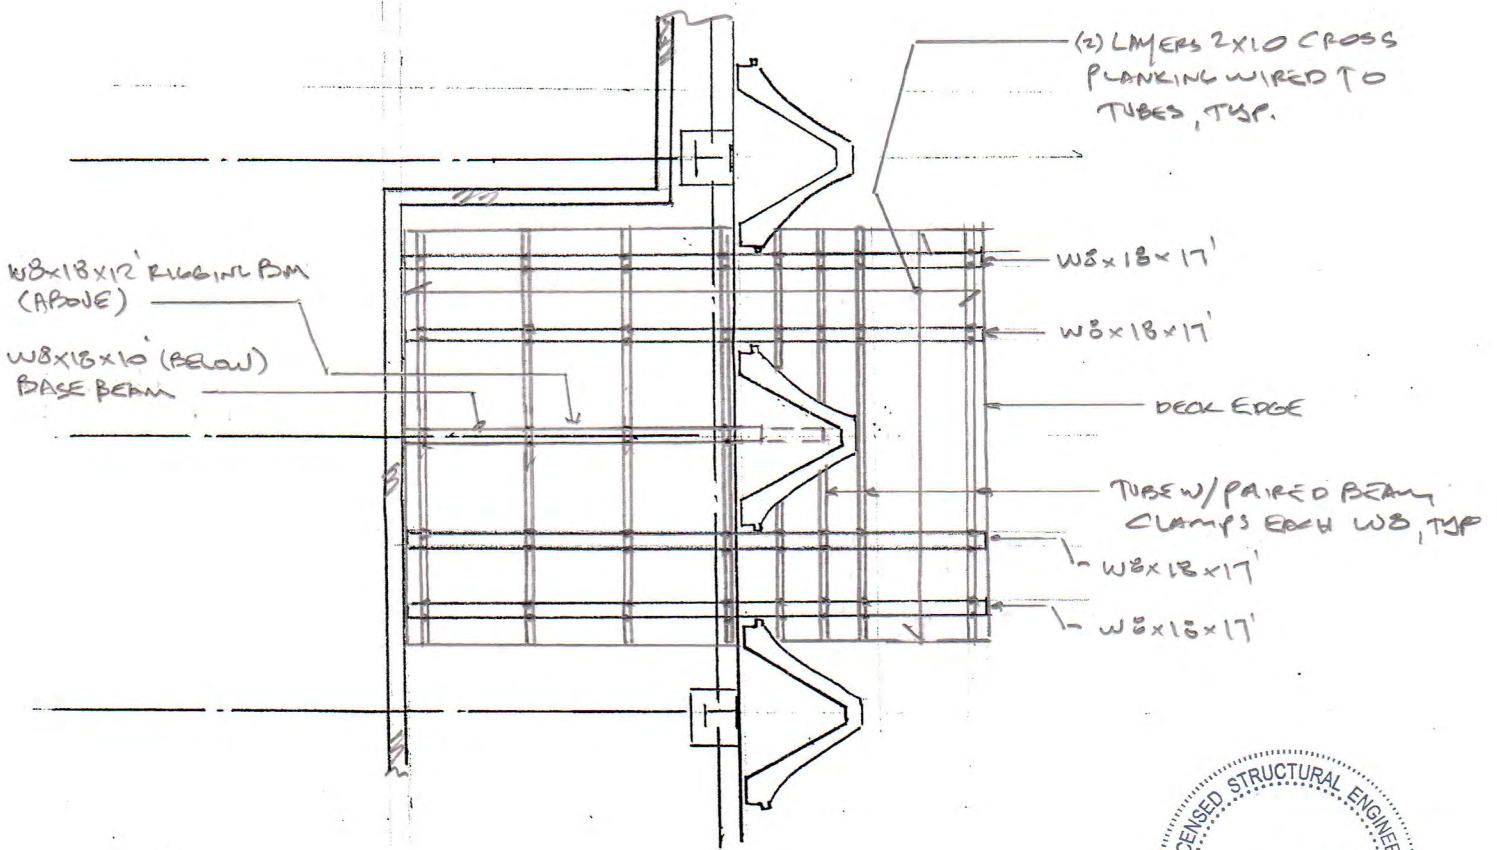 (2) LAYERS 2X10 CROSS
PLANKING WIRED TO
TUBES, TYP.
W8x18x12' RIGGING BM
(ABOVE)
W8x18x10' (BELOW)
BASE BEAM
W8x18x17'
W8x18x17'
DECK EDGE
TUBE W/ PAIRED BEAM
CLAMPS EACH W8, TYP
W8x18x17'
W8x18x17'
CENSED STRUCTURAL ENGINEER